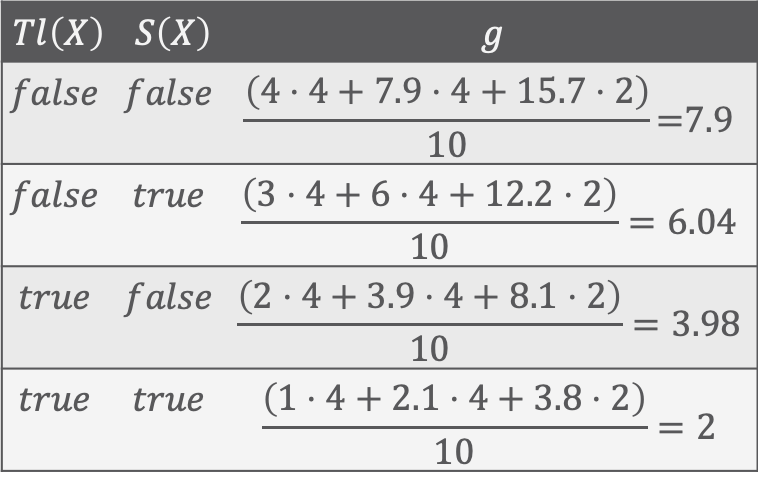 Tl(X) S(X) g
false false (4 · 4 + 7.9 · 4 + 15.7 · 2)
10
=7.9
false true (3 · 4 + 6 · 4 + 12.2 · 2)
10
= 6.04
true false (2 · 4 + 3.9 · 4 + 8.1 · 2)
10
= 3.98
true true (1 · 4 + 2.1 · 4 + 3.8 · 2)
10
= 2